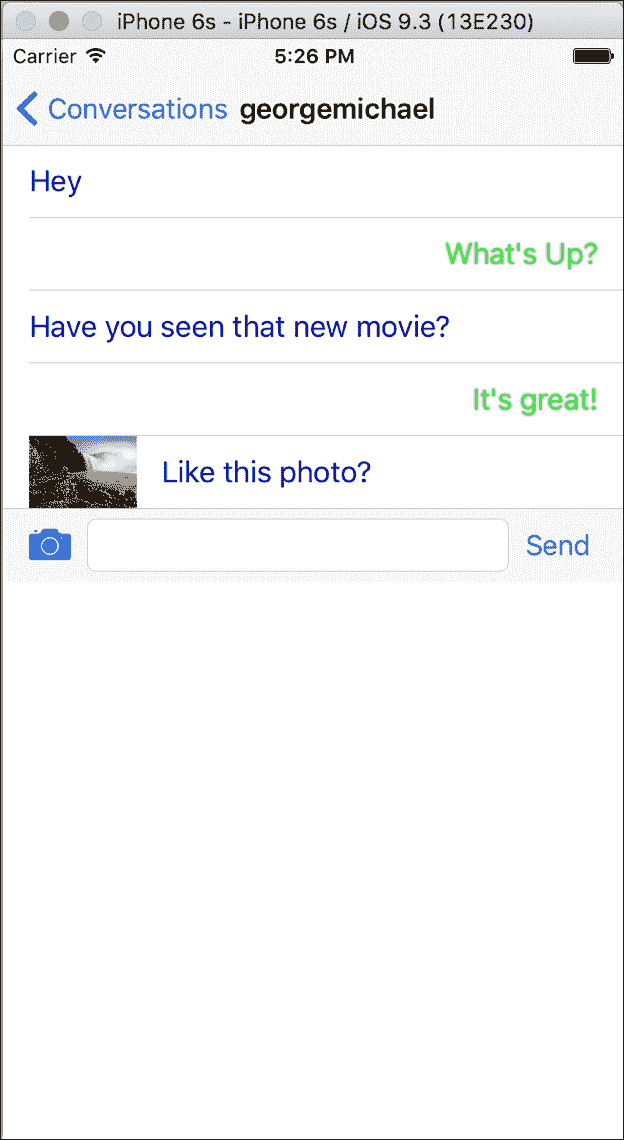 iPhone 6s - iPhone 6s / iOS 9.3 (13E230)
Carrier 5:26 PM
Conversations georgemichael
Hey
What's Up?
Have you seen that new movie?
It's great!
Like this photo?
Send